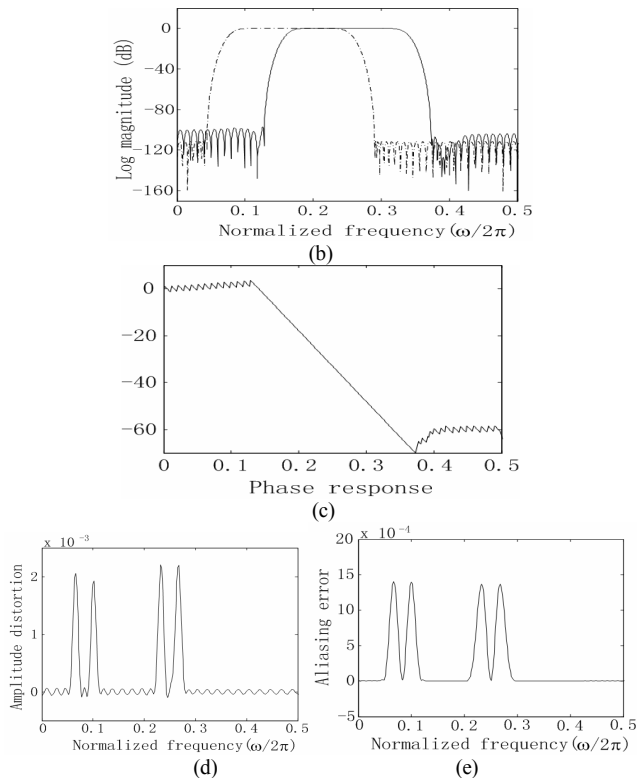 Log magnitude (dB)
0
−40
−80
−120
−160
0 0.1 0.2 0.3 0.4 0.5
Normalized frequency(ω/2π)
(b)
0
−20
−40
−60
0 0.1 0.2 0.3 0.4 0.5
Phase response
(c)
x 10 −3
Amplitude distortion
2
1
0
0 0.1 0.2 0.3 0.4 0.5
Normalized frequency(ω/2π)
(d)
x 10 −4
Aliasing error
20
15
10
5
0
−5
0 0.1 0.2 0.3 0.4 0.5
Normalized frequency(ω/2π)
(e)